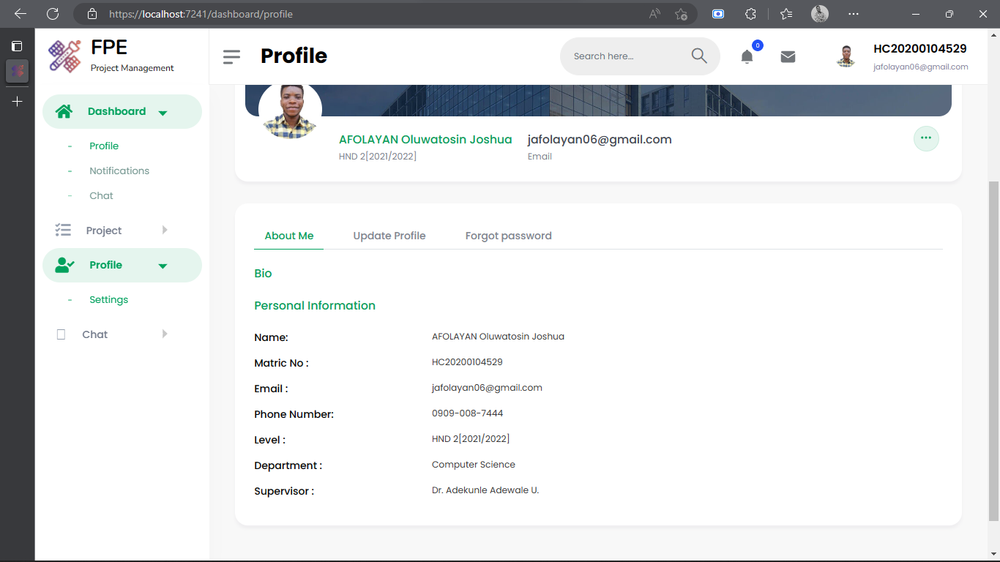 https://localhost:7241/dashboard/profile
FPE
Project Management
Profile
Search here...
0
HC20200104529
jafolayan06@gmail.com
Dashboard
- Profile
- Notifications
- Chat
Project
Profile
- Settings
Chat
AFOLAYAN Oluwatosin Joshua
HND 2[2021/2022]
jafolayan06@gmail.com
Email
About Me Update Profile Forgot password
Bio
Personal Information
Name: AFOLAYAN Oluwatosin Joshua
Matric No : HC20200104529
Email : jafolayan06@gmail.com
Phone Number: 0909-008-7444
Level : HND 2[2021/2022]
Department : Computer Science
Supervisor : Dr. Adekunle Adewale U.